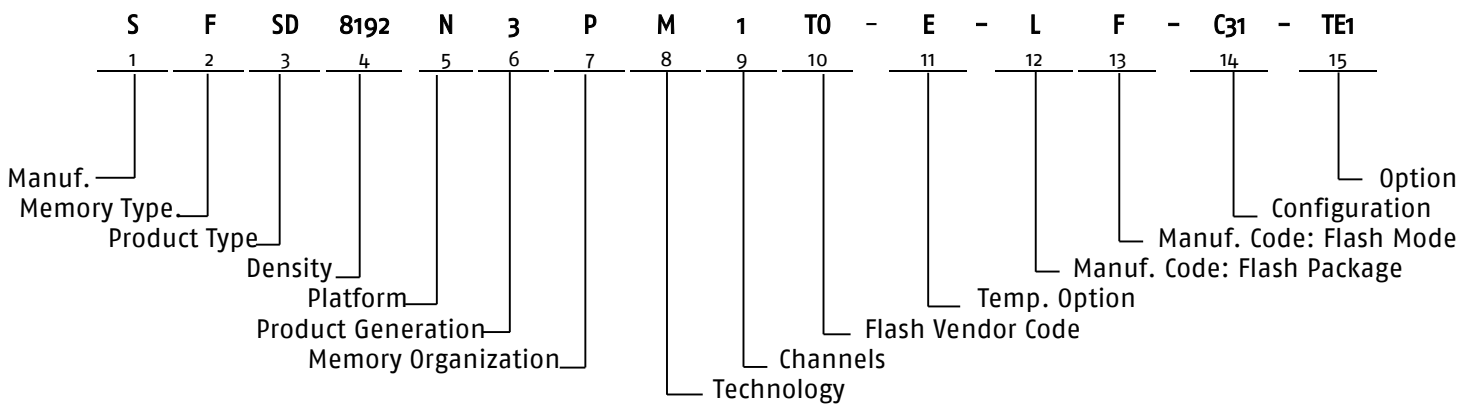 S F SD 8192 N 3 P M 1 TO - E - L F - C31 - TE1
1 2 3 4 5 6 7 8 9 10 11 12 13 14 15
Manuf. Option
Memory Type. Configuration
Product Type Manuf. Code: Flash Mode
Density Manuf. Code: Flash Package
Platform Temp. Option
Product Generation Flash Vendor Code
Memory Organization Channels
Technology